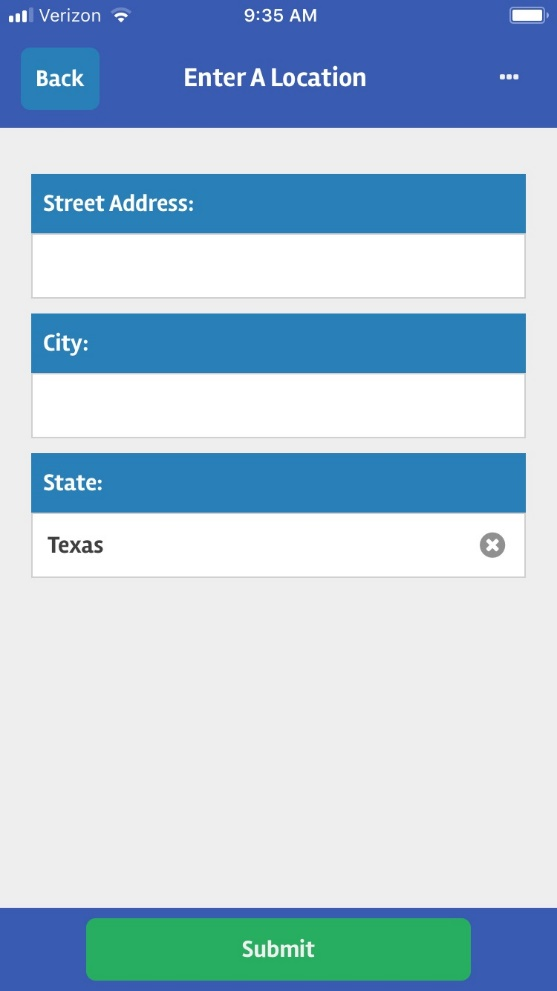 Verizon 9:35 AM
Back Enter A Location ...
Street Address:
City:
State:
Texas
Submit